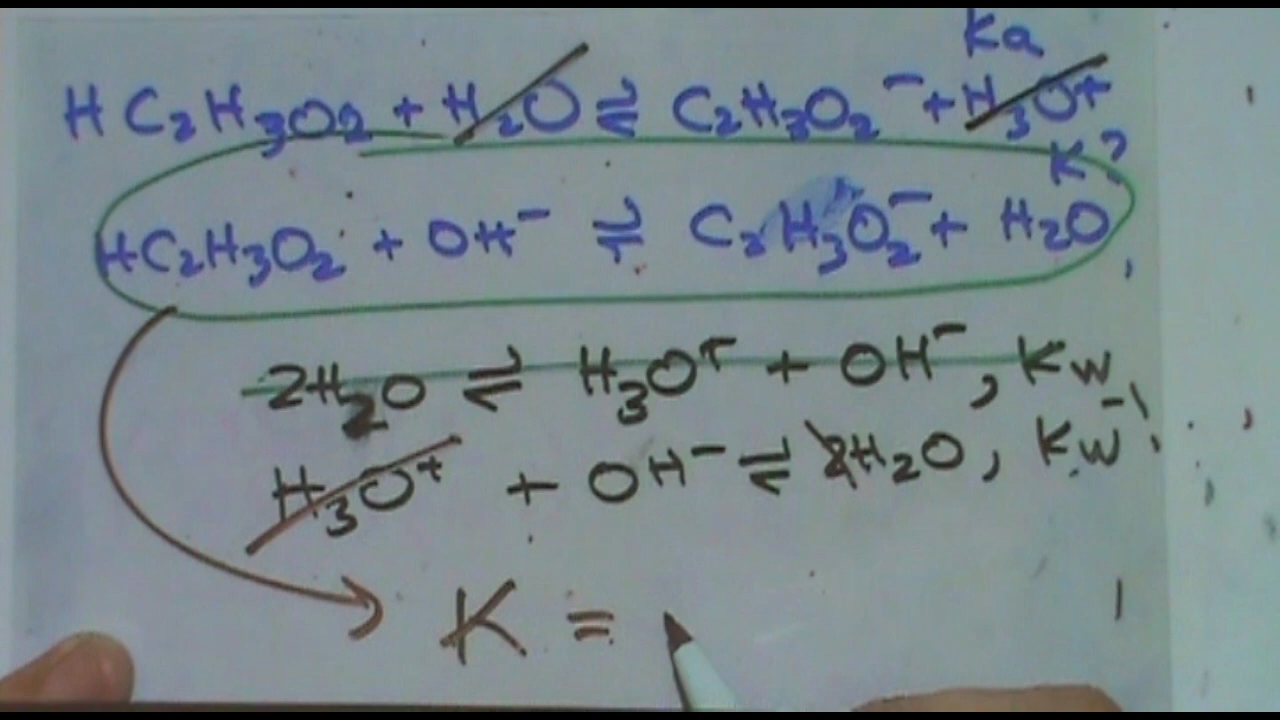 Ka
HC₂H₃O₂ + H₂O ⇌ C₂H₃O₂⁻ + H₃O⁺
K?
HC₂H₃O₂ + OH⁻ ⇌ C₂H₃O₂⁻ + H₂O
2H₂O ⇌ H₃O⁺ + OH⁻, Kw
H₃O⁺ + OH⁻ ⇌ 2H₂O, Kw⁻¹
K =